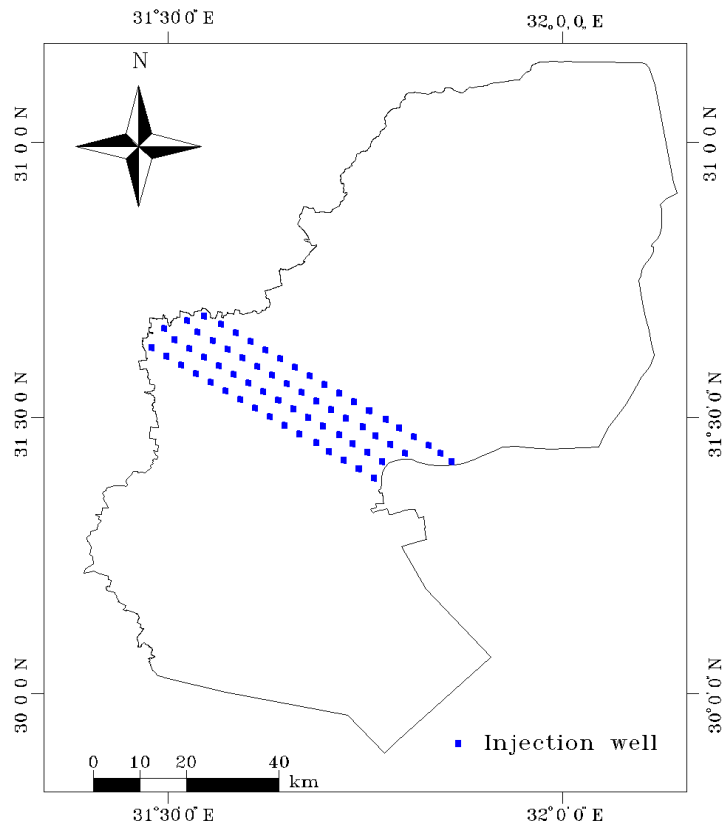 31°30'0" E
32°0'0" E
N
31 0 0 N
31 0 0 N
31 30 0 N
31°30'0" N
30 0 0 N
30°0'0" N
Injection well
0 10 20 40
km
31°30'0" E
32°0'0" E